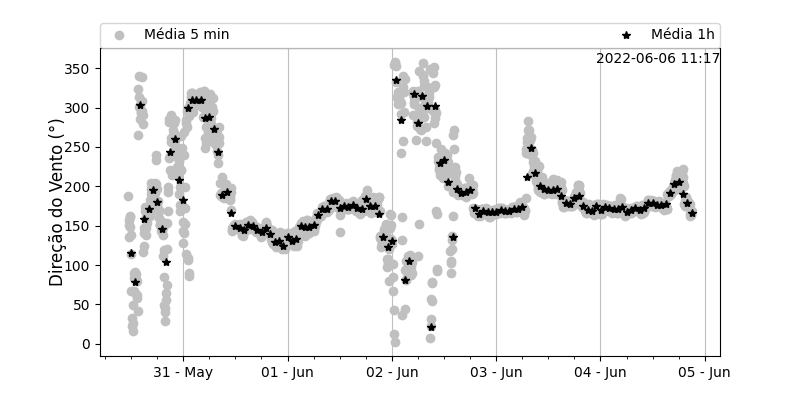 Média 5 min
Média 1h
2022-06-06 11:17
Direção do Vento (°)
350
300
250
200
150
100
50
0
31 - May
01 - Jun
02 - Jun
03 - Jun
04 - Jun
05 - Jun